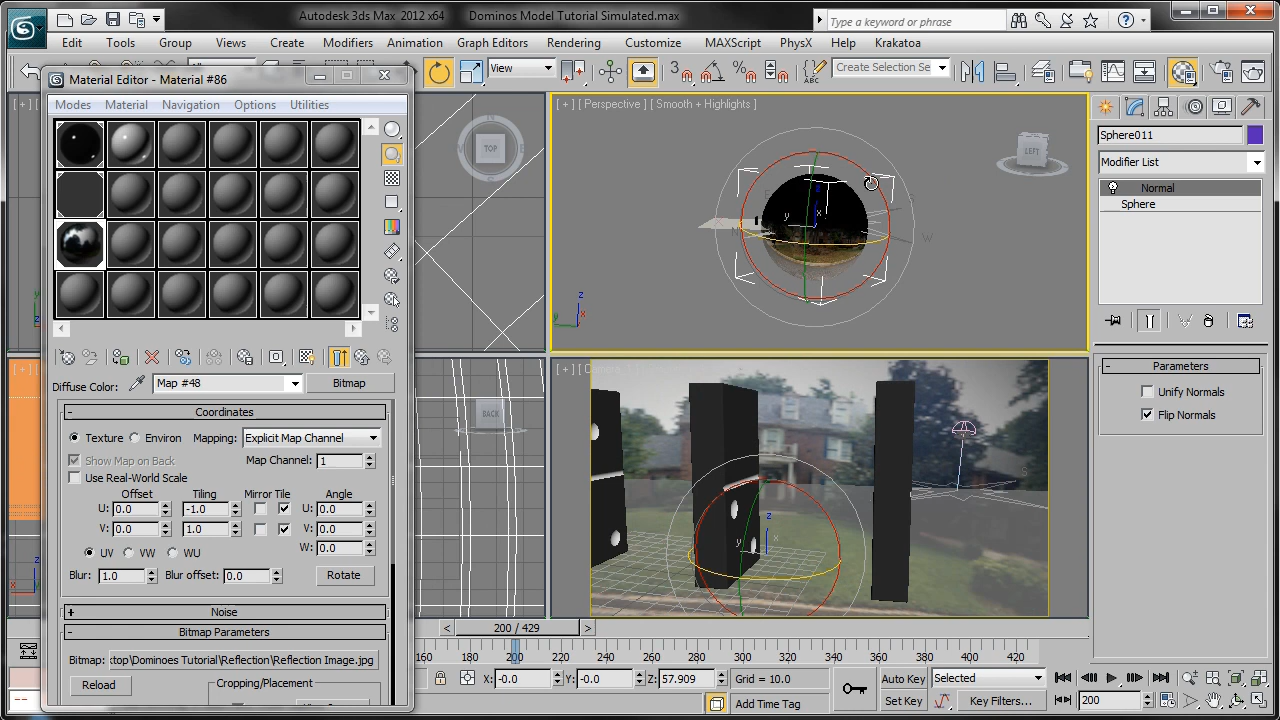 Autodesk 3ds Max 2012 x64 Dominos Model Tutorial Simulated.max
Type a keyword or phrase
Edit Tools Group Views Create Modifiers Animation Graph Editors Rendering Customize MAXScript PhysX Help Krakatoa
View
Create Selection Se
Material Editor - Material #86
Modes Material Navigation Options Utilities
[ + ] [ Perspective ] [ Smooth + Highlights ]
TOP
LEFT
Sphere011
Modifier List
Normal
Sphere
Diffuse Color: Map #48 Bitmap
Coordinates
Texture Environ Mapping: Explicit Map Channel
Show Map on Back Map Channel: 1
Use Real-World Scale
Offset Tiling Mirror Tile Angle
U: 0.0 -1.0 U: 0.0
V: 0.0 1.0 V: 0.0
UV VW WU W: 0.0
Blur: 1.0 Blur offset: 0.0 Rotate
Noise
Bitmap Parameters
Bitmap: :top\Dominoes Tutorial\Reflection\Reflection Image.jpg
Reload
Cropping/Placement
BACK
Parameters
Unify Normals
Flip Normals
200 / 429
160 180 200 220 240 260 280 300 320 340 360 380 400 420
X: -0.0 Y: -0.0 Z: 57.909 Grid = 10.0
Add Time Tag
Auto Key Selected
Set Key Key Filters...
200